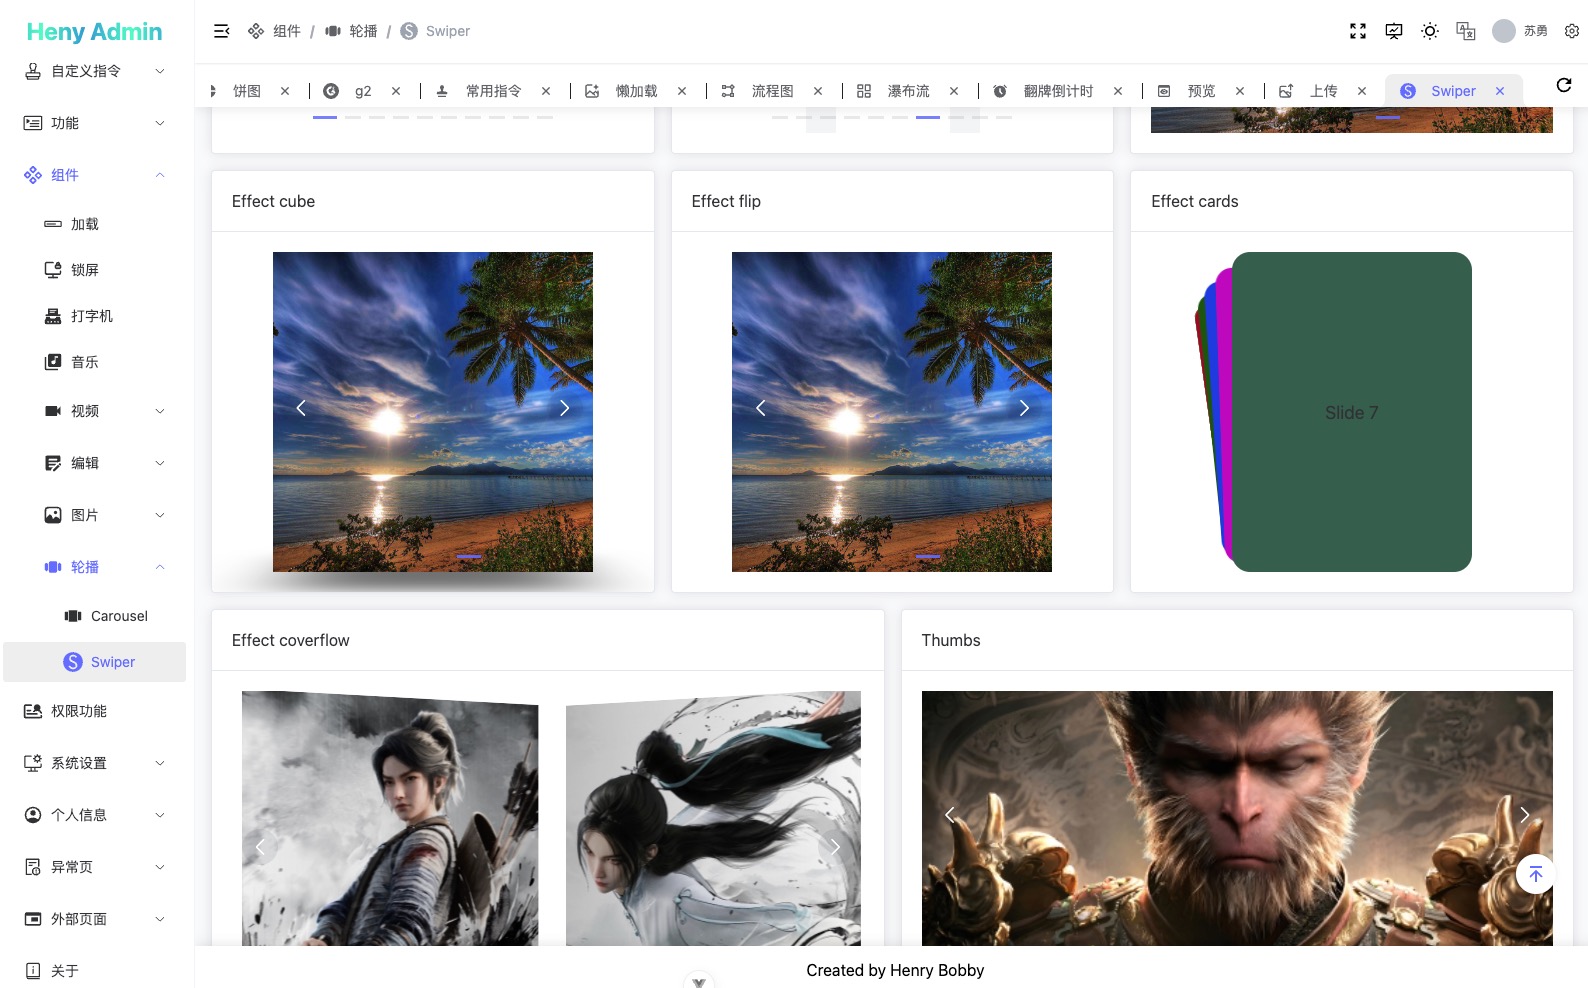 Heny Admin
自定义指令
功能
组件
加载
锁屏
打字机
音乐
视频
编辑
图片
轮播
Carousel
Swiper
权限功能
系统设置
个人信息
异常页
外部页面
关于
组件 / 轮播 / Swiper
苏勇
饼图
g2
常用指令
懒加载
流程图
瀑布流
翻牌倒计时
预览
上传
Swiper
Effect cube
Effect flip
Effect cards
Slide 7
Effect coverflow
Thumbs
Created by Henry Bobby